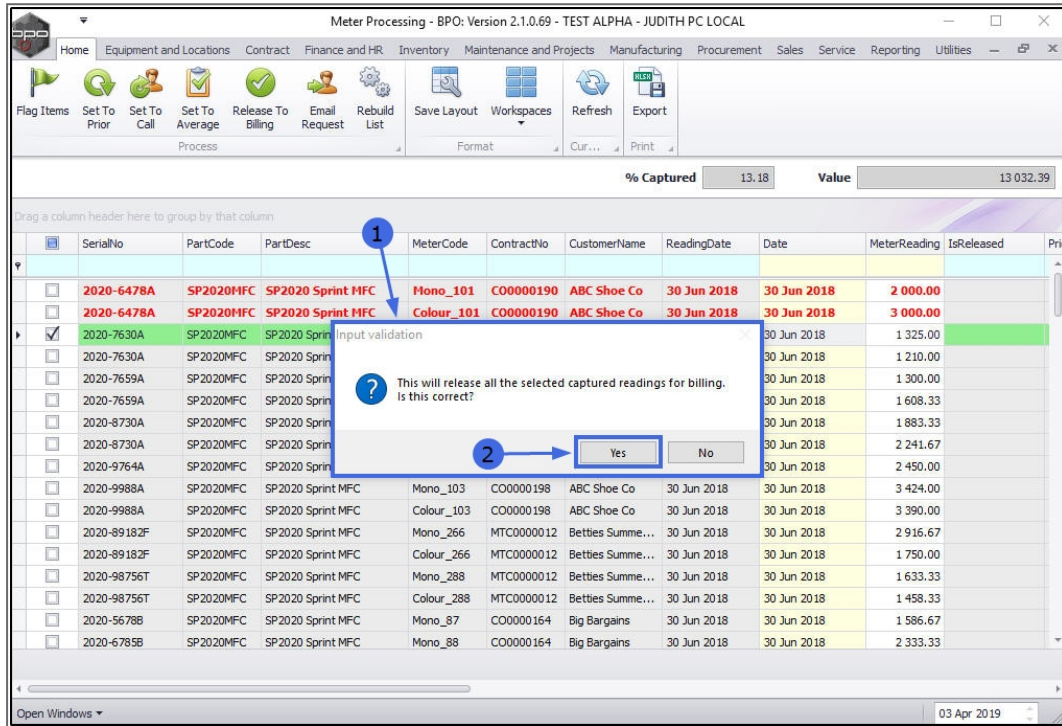 Meter Processing - BPO: Version 2.1.0.69 - TEST ALPHA - JUDITH PC LOCAL
bpo
Home Equipment and Locations Contract Finance and HR Inventory Maintenance and Projects Manufacturing Procurement Sales Service Reporting Utilities
Flag Items Set To Prior Set To Call Set To Average Release To Billing Email Request Rebuild List Save Layout Workspaces Refresh Export
Process Format Cur... Print
% Captured 13.18 Value 13 032.39
Drag a column header here to group by that column
SerialNo PartCode PartDesc MeterCode ContractNo CustomerName ReadingDate Date MeterReading IsReleased Pri
1
2020-6478A SP2020MFC SP2020 Sprint MFC Mono_101 CO0000190 ABC Shoe Co 30 Jun 2018 30 Jun 2018 2 000.00
2020-6478A SP2020MFC SP2020 Sprint MFC Colour_101 CO0000190 ABC Shoe Co 30 Jun 2018 30 Jun 2018 3 000.00
2020-7630A SP2020MFC SP2020 Sprin 30 Jun 2018 1 325.00
2020-7630A SP2020MFC SP2020 Sprin 30 Jun 2018 1 210.00
2020-7659A SP2020MFC SP2020 Sprin 30 Jun 2018 1 300.00
2020-7659A SP2020MFC SP2020 Sprin 30 Jun 2018 1 608.33
2020-8730A SP2020MFC SP2020 Sprin 30 Jun 2018 1 883.33
2020-8730A SP2020MFC SP2020 Sprin 30 Jun 2018 2 241.67
2020-9764A SP2020MFC SP2020 Sprin 30 Jun 2018 2 450.00
Input validation
This will release all the selected captured readings for billing.
Is this correct?
2 Yes No
2020-9988A SP2020MFC SP2020 Sprint MFC Mono_103 CO0000198 ABC Shoe Co 30 Jun 2018 30 Jun 2018 3 424.00
2020-9988A SP2020MFC SP2020 Sprint MFC Colour_103 CO0000198 ABC Shoe Co 30 Jun 2018 30 Jun 2018 3 390.00
2020-89182F SP2020MFC SP2020 Sprint MFC Mono_266 MTC0000012 Betties Summe... 30 Jun 2018 30 Jun 2018 2 916.67
2020-89182F SP2020MFC SP2020 Sprint MFC Colour_266 MTC0000012 Betties Summe... 30 Jun 2018 30 Jun 2018 1 750.00
2020-98756T SP2020MFC SP2020 Sprint MFC Mono_288 MTC0000012 Betties Summe... 30 Jun 2018 30 Jun 2018 1 633.33
2020-98756T SP2020MFC SP2020 Sprint MFC Colour_288 MTC0000012 Betties Summe... 30 Jun 2018 30 Jun 2018 1 458.33
2020-5678B SP2020MFC SP2020 Sprint MFC Mono_87 CO0000164 Big Bargains 30 Jun 2018 30 Jun 2018 1 586.67
2020-6785B SP2020MFC SP2020 Sprint MFC Mono_88 CO0000164 Big Bargains 30 Jun 2018 30 Jun 2018 2 333.33
Open Windows 03 Apr 2019